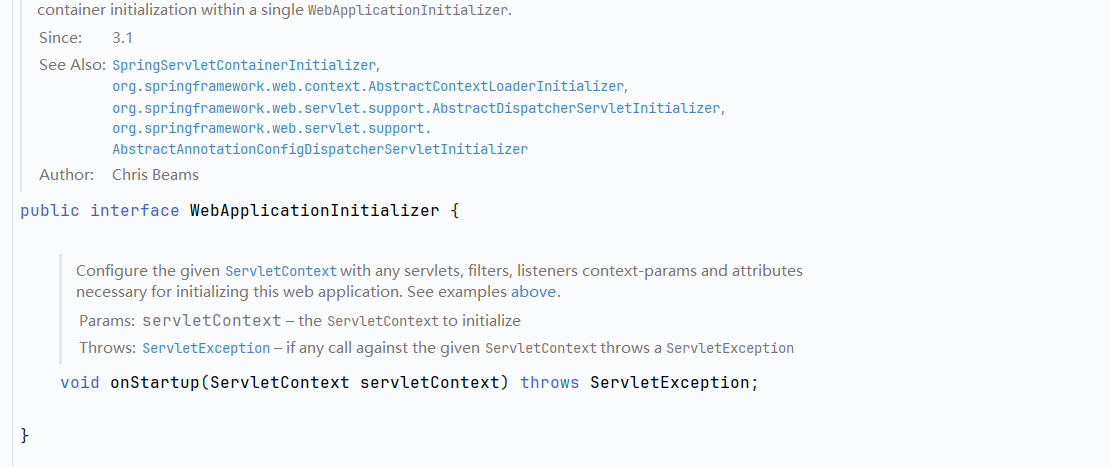 container initialization within a single WebApplicationInitializer.
Since: 3.1
See Also: SpringServletContainerInitializer,
org.springframework.web.context.AbstractContextLoaderInitializer,
org.springframework.web.servlet.support.AbstractDispatcherServletInitializer,
org.springframework.web.servlet.support.
AbstractAnnotationConfigDispatcherServletInitializer
Author: Chris Beams
public interface WebApplicationInitializer {
Configure the given ServletContext with any servlets, filters, listeners context-params and attributes
necessary for initializing this web application. See examples above.
Params: servletContext – the ServletContext to initialize
Throws: ServletException – if any call against the given ServletContext throws a ServletException
void onStartup(ServletContext servletContext) throws ServletException;
}